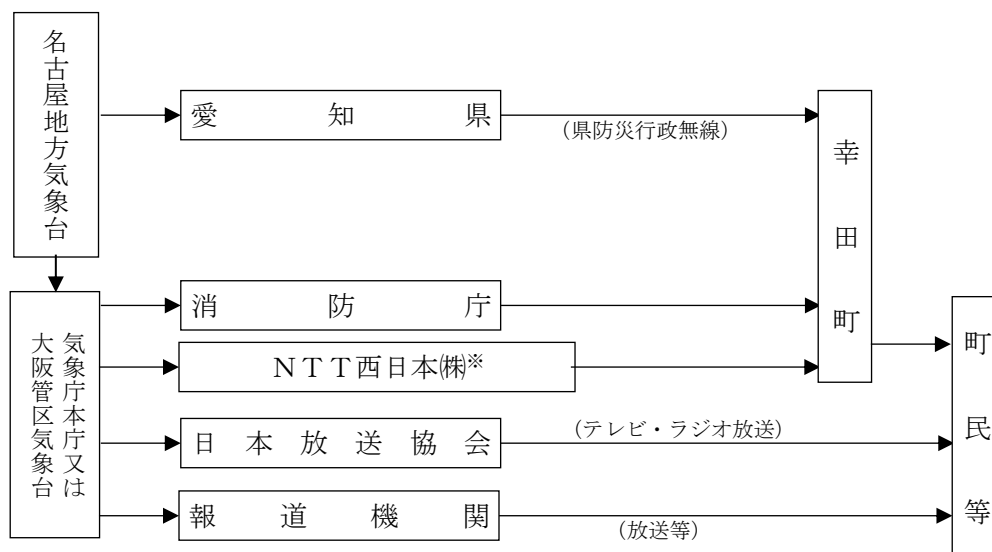 名古屋地方気象台
愛知県
(県防災行政無線)
幸田町
気象庁本庁又は
大阪管区気象台
消防庁
NTT西日本㈱※
日本放送協会
(テレビ・ラジオ放送)
報道機関
(放送等)
町民等